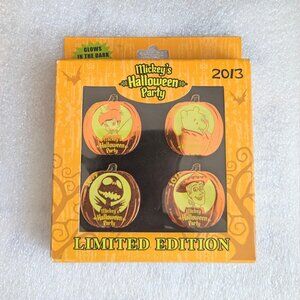 GLOWS
IN THE DARK
Mickey's
Halloween
Party
2013
Mickey's
Halloween
Party
Mickey's
Halloween
Party
Mickey's
Halloween
Party
LIMITED EDITION